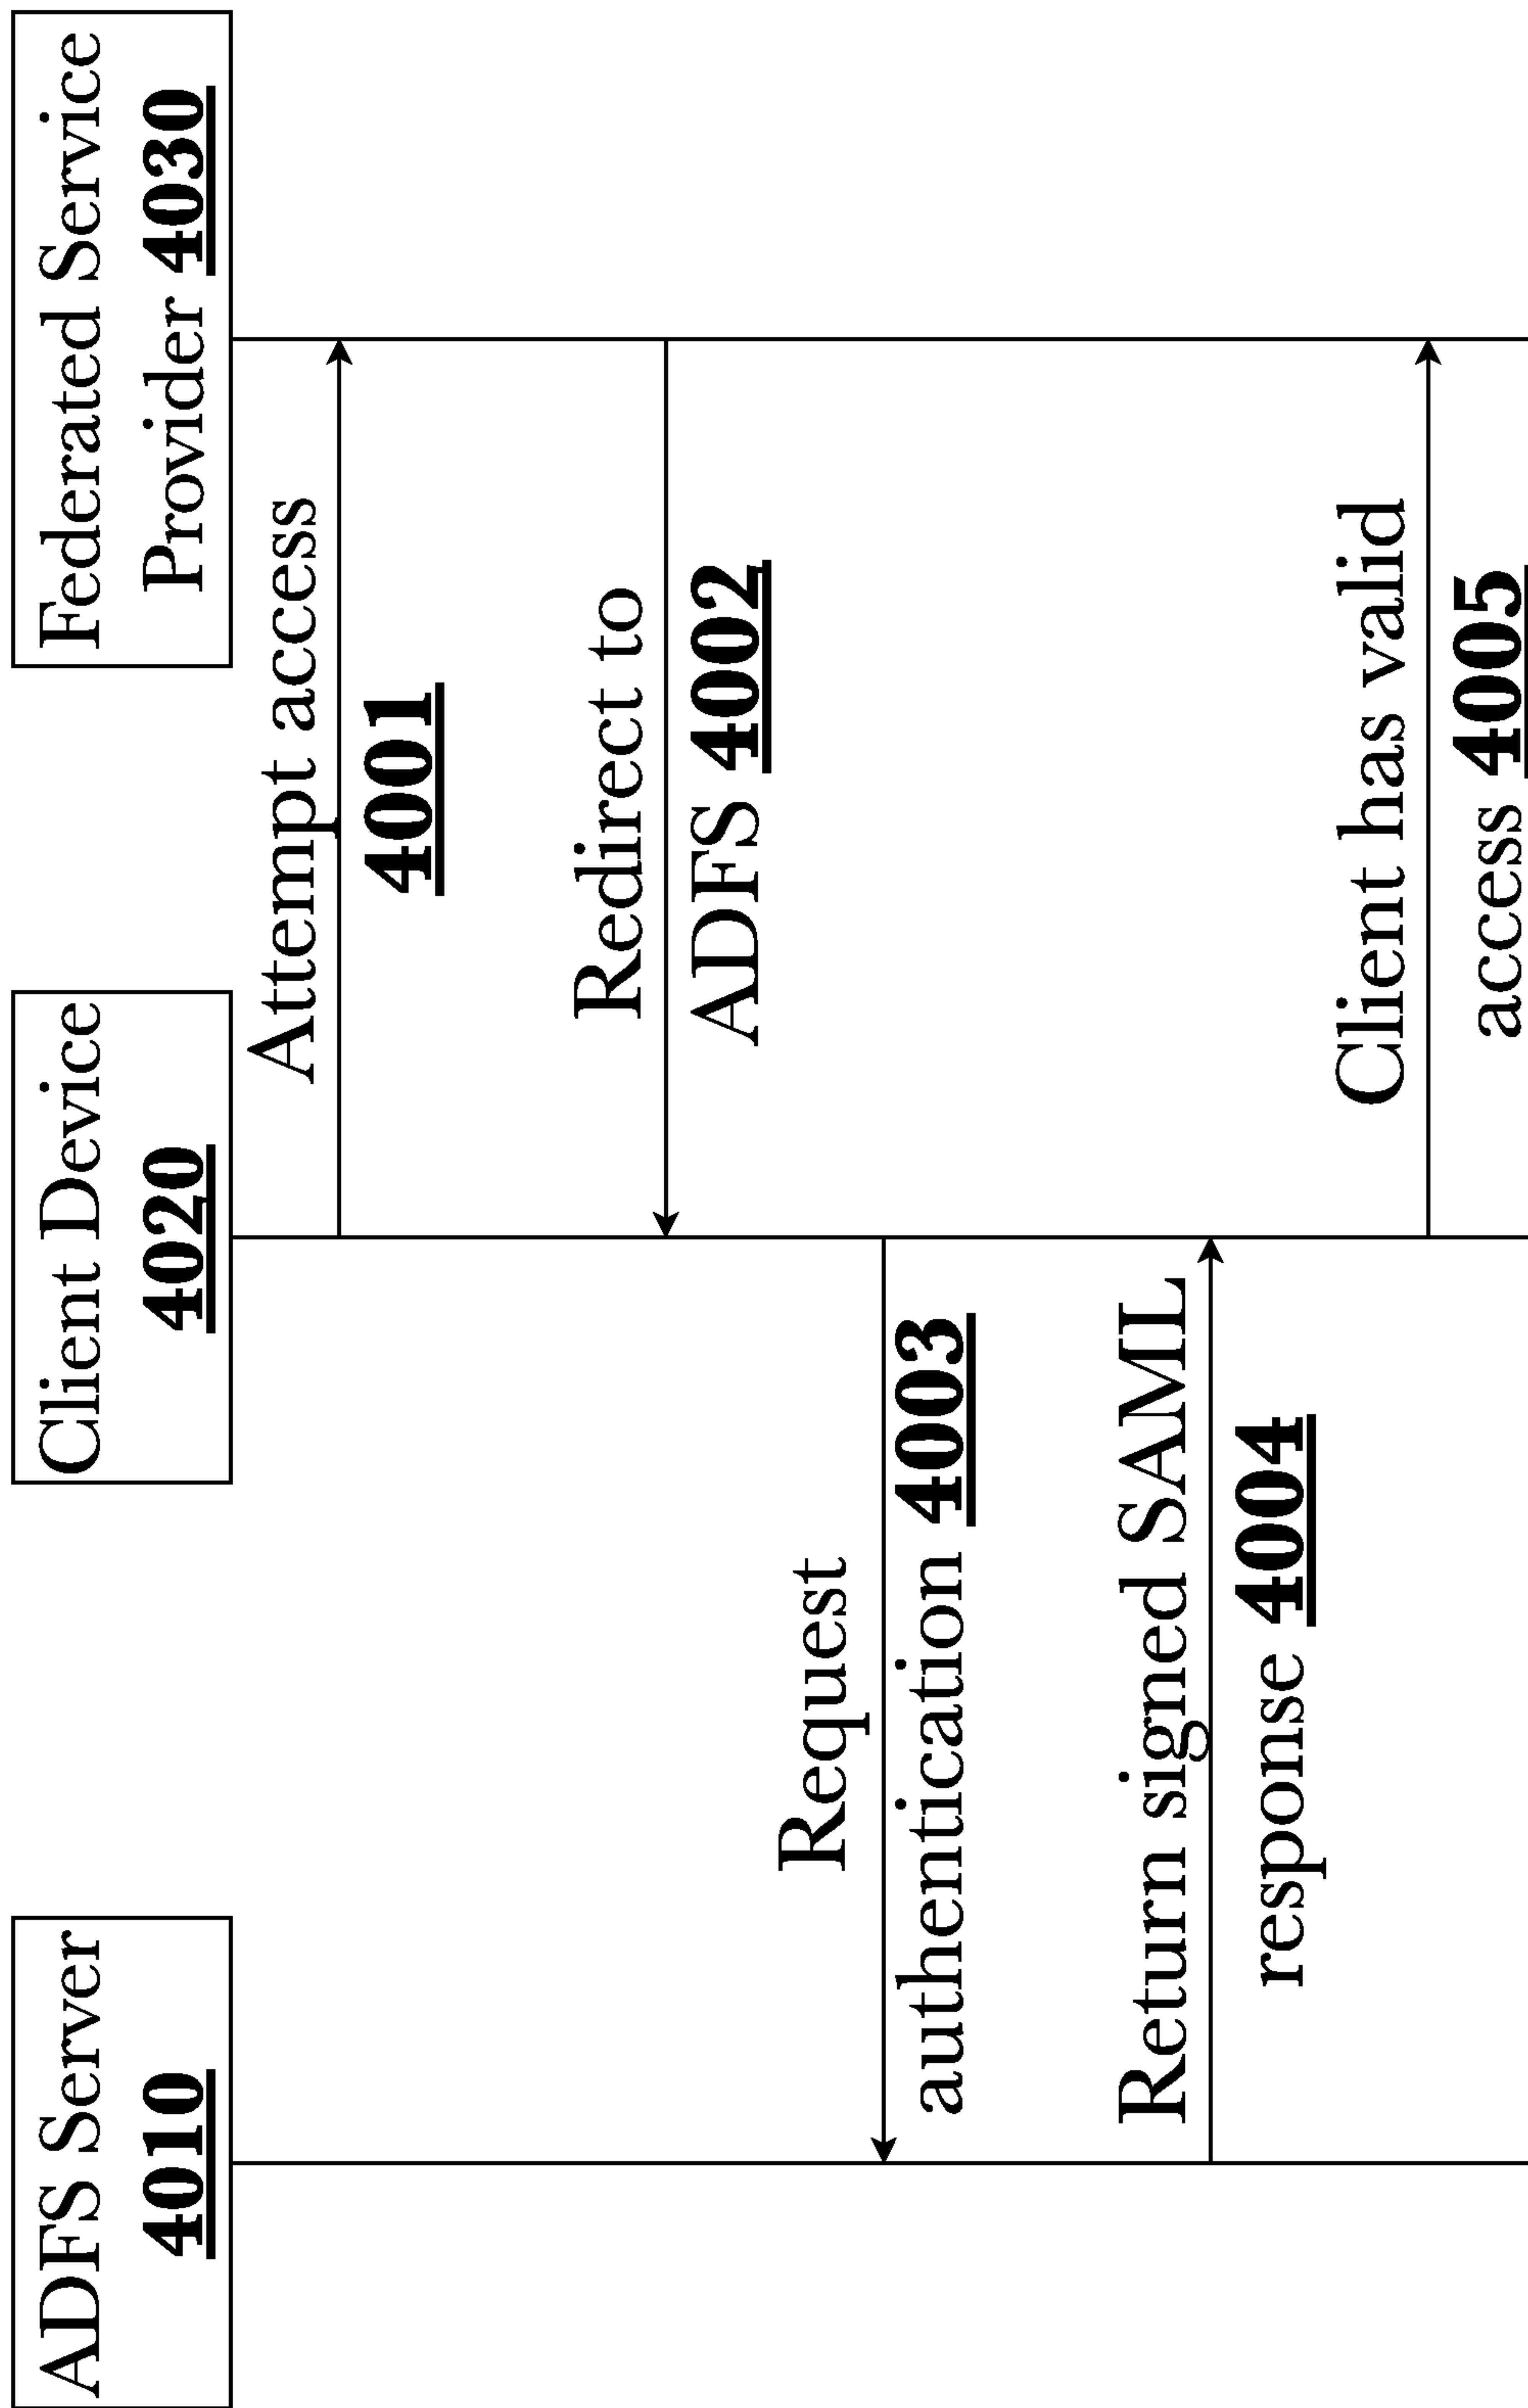 ADFS Server
4010
Client Device
4020
Federated Service
Provider 4030
Attempt access
4001
Redirect to
ADFS 4002
Request
authentication 4003
Return signed SAML
response 4004
Client has valid
access 4005